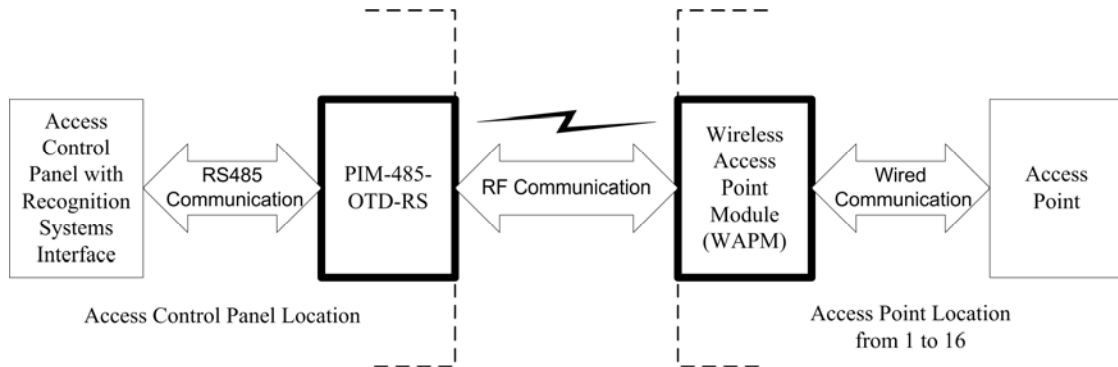 Access
Control
Panel with
Recognition
Systems
Interface
RS485
Communication
PIM-485-
OTD-RS
RF Communication
Wireless
Access
Point
Module
(WAPM)
Wired
Communication
Access
Point
Access Control Panel Location
Access Point Location
from 1 to 16